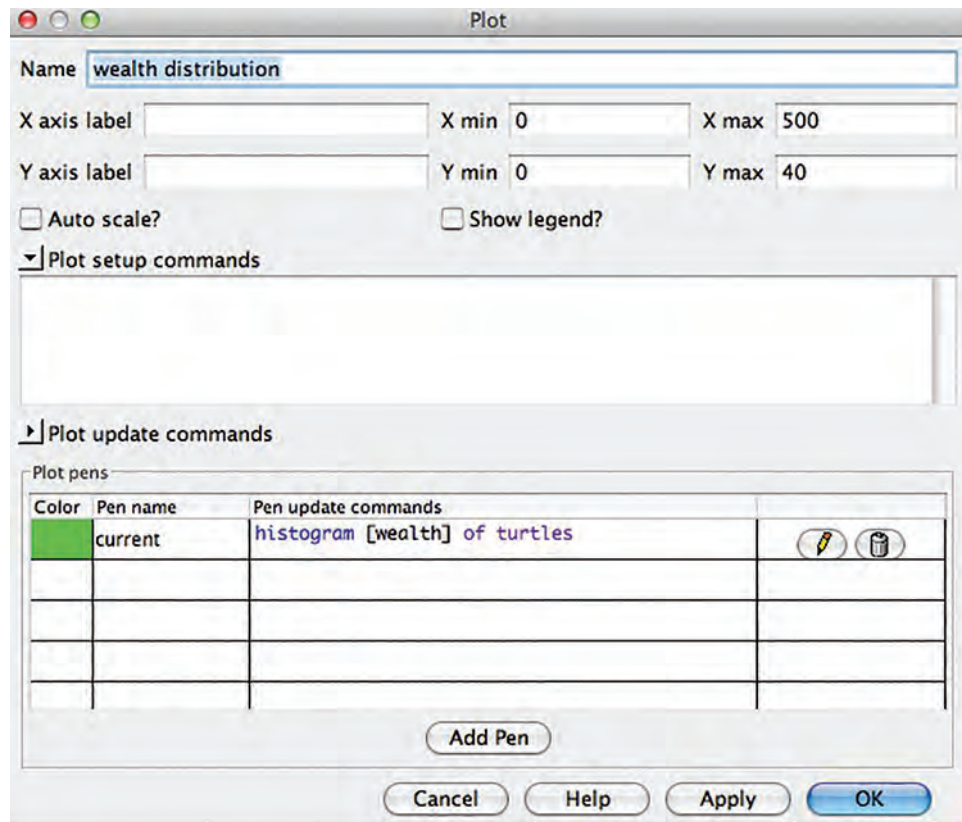 Plot
Name wealth distribution
X axis label X min 0 X max 500
Y axis label Y min 0 Y max 40
Auto scale? Show legend?
Plot setup commands
Plot update commands
Plot pens
Color Pen name Pen update commands
current histogram [wealth] of turtles
Add Pen
Cancel Help Apply OK